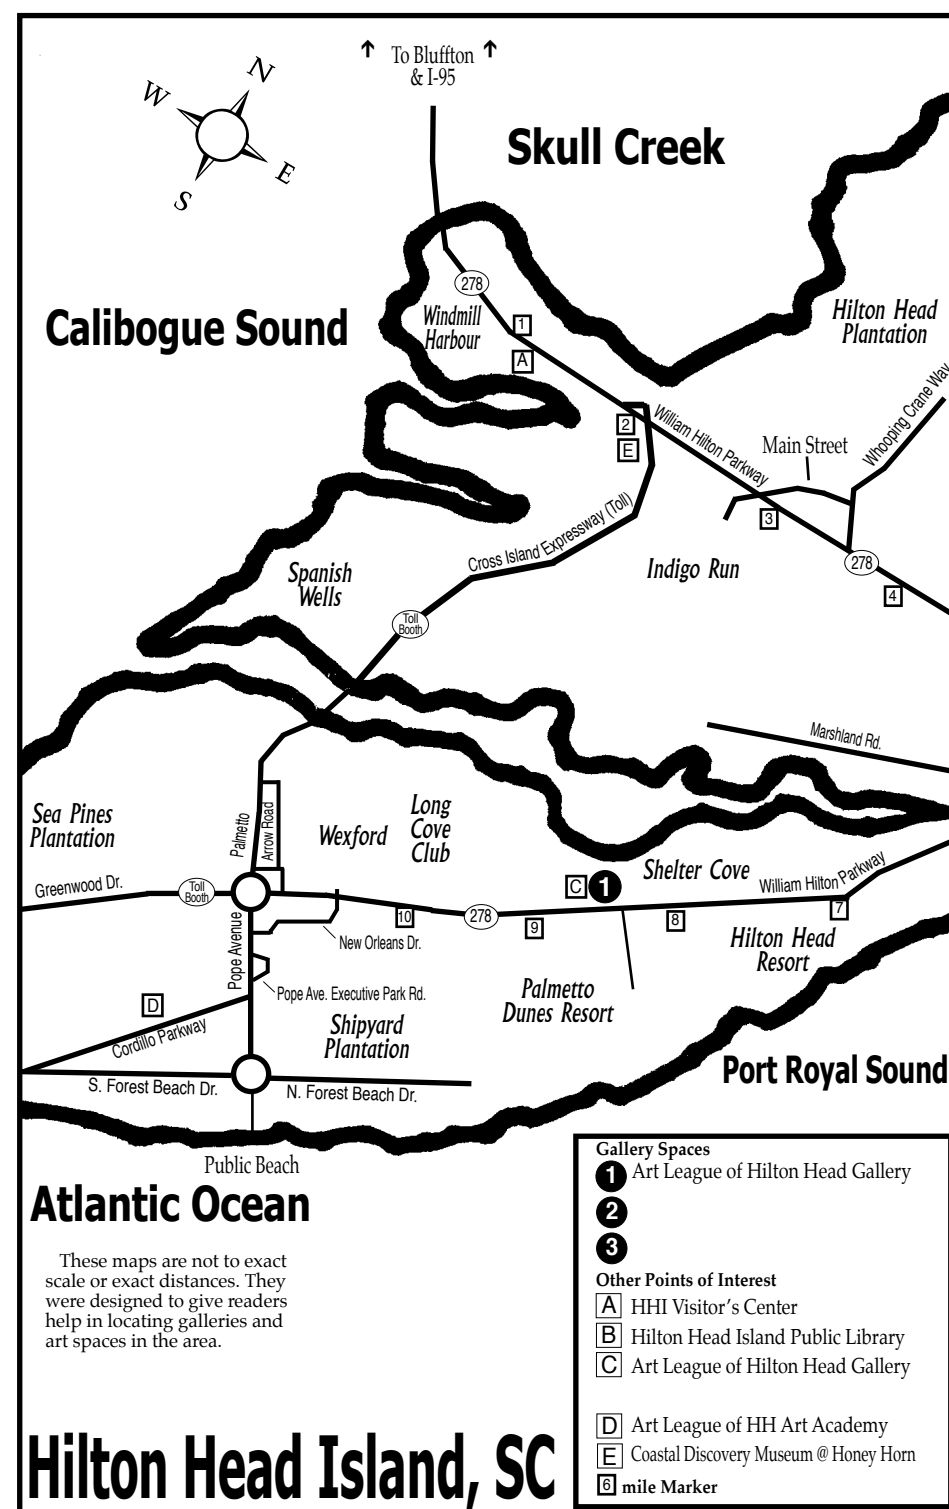 To Bluffton
& I-95
N
W
E
S
Skull Creek
278
Calibogue Sound
Windmill
Harbour
1
A
Hilton Head
Plantation
2
E
William Hilton Parkway
Main Street
Whooping Crane Way
3
Cross Island Expressway (Toll)
Indigo Run
278
4
Spanish
Wells
Toll
Booth
Marshland Rd.
Sea Pines
Plantation
Palmetto
Arrow Road
Wexford
Long
Cove
Club
Shelter Cove
C
1
William Hilton Parkway
Greenwood Dr.
Toll
Booth
10
278
9
8
7
Pope Avenue
New Orleans Dr.
Hilton Head
Resort
Pope Ave. Executive Park Rd.
Palmetto
Dunes Resort
D
Cordillo Parkway
Shipyard
Plantation
Port Royal Sound
S. Forest Beach Dr.
N. Forest Beach Dr.
Public Beach
Atlantic Ocean
These maps are not to exact
scale or exact distances. They
were designed to give readers
help in locating galleries and
art spaces in the area.
Gallery Spaces
1 Art League of Hilton Head Gallery
2
3
Other Points of Interest
A HHI Visitor's Center
B Hilton Head Island Public Library
C Art League of Hilton Head Gallery
D Art League of HH Art Academy
E Coastal Discovery Museum @ Honey Horn
6 mile Marker
Hilton Head Island, SC